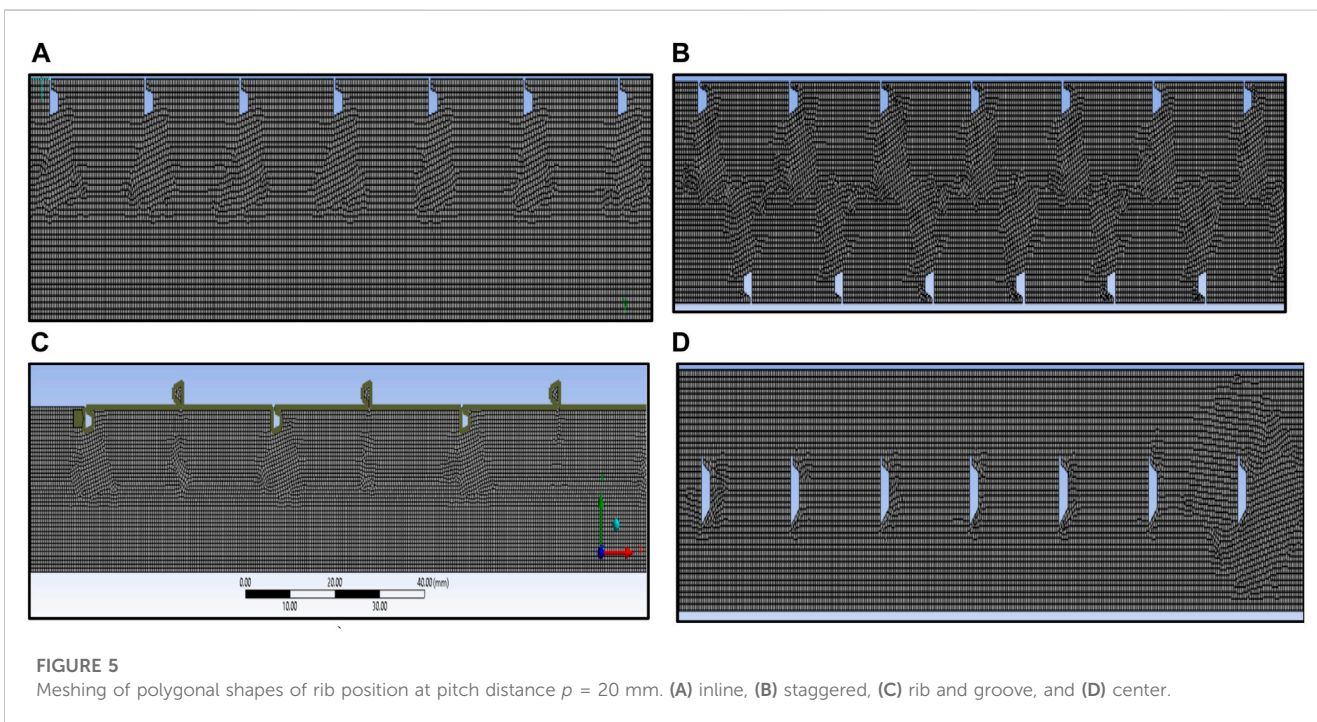 A
B
C
0.00 20.00 40.00 (mm)
10.00 30.00
D
FIGURE 5
Meshing of polygonal shapes of rib position at pitch distance p = 20 mm. (A) inline, (B) staggered, (C) rib and groove, and (D) center.